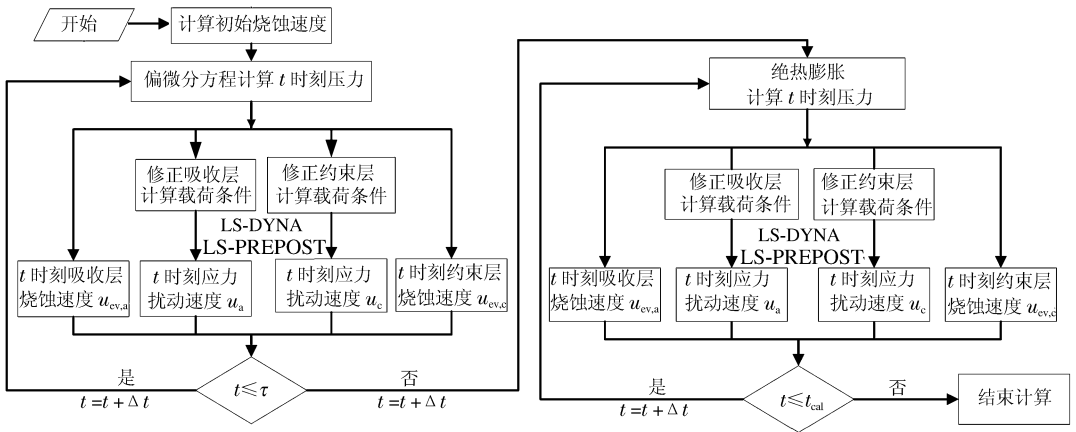 开始
计算初始烧蚀速度
偏微分方程计算 t 时刻压力
修正吸收层
计算载荷条件
修正约束层
计算载荷条件
LS-DYNA
LS-PREPOST
t 时刻吸收层
烧蚀速度 uev,a
t 时刻应力
扰动速度 ua
t 时刻应力
扰动速度 uc
t 时刻约束层
烧蚀速度 uev,c
t≤τ
是
t=t+Δt
否
t=t+Δt
绝热膨胀
计算 t 时刻压力
修正吸收层
计算载荷条件
修正约束层
计算载荷条件
LS-DYNA
LS-PREPOST
t 时刻吸收层
烧蚀速度 uev,a
t 时刻应力
扰动速度 ua
t 时刻应力
扰动速度 uc
t 时刻约束层
烧蚀速度 uev,c
t≤tcal
是
t=t+Δt
否
结束计算